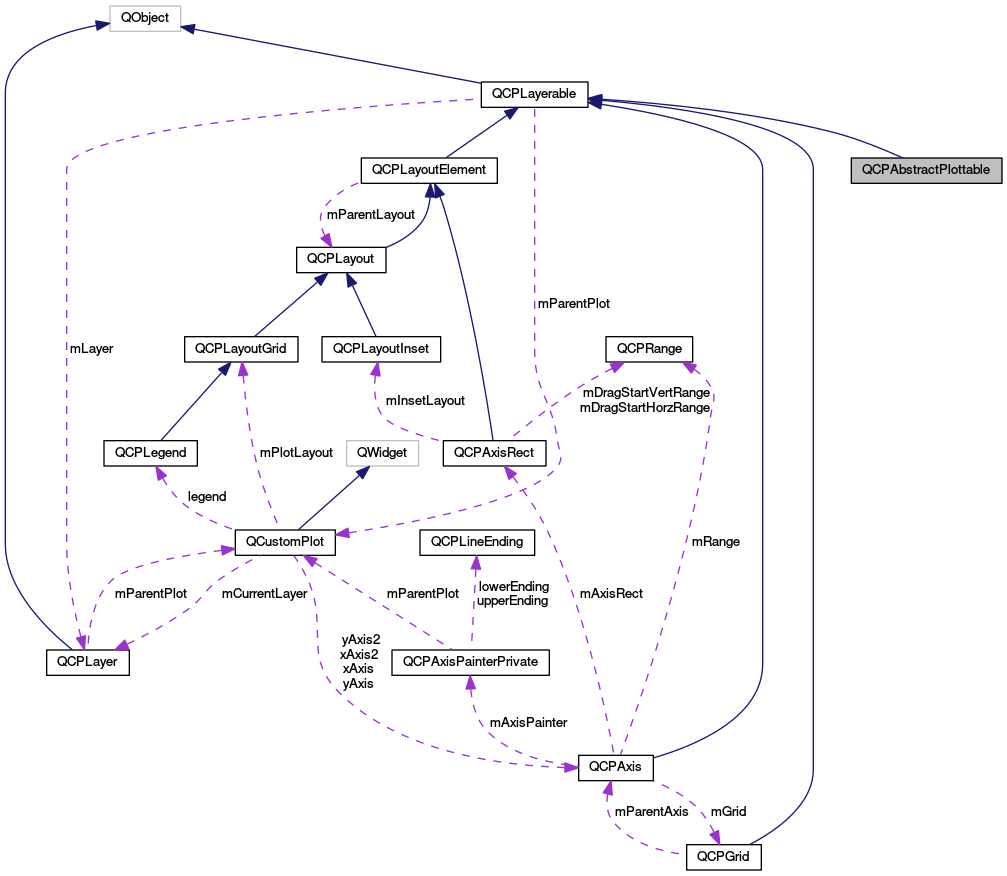 QObject
QCPLayerable
QCPLayoutElement
QCPAbstractPlottable
mParentLayout
QCPLayout
mParentPlot
mLayer
QCPLayoutGrid
QCPLayoutInset
QCPRange
mInsetLayout
mDragStartVertRange
mDragStartHorzRange
QCPLegend
mPlotLayout
QWidget
QCPAxisRect
legend
QCustomPlot
QCPLineEnding
mRange
mParentPlot
mCurrentLayer
mParentPlot
lowerEnding
upperEnding
mAxisRect
yAxis2
xAxis2
xAxis
yAxis
QCPLayer
QCPAxisPainterPrivate
mAxisPainter
QCPAxis
mParentAxis
mGrid
QCPGrid